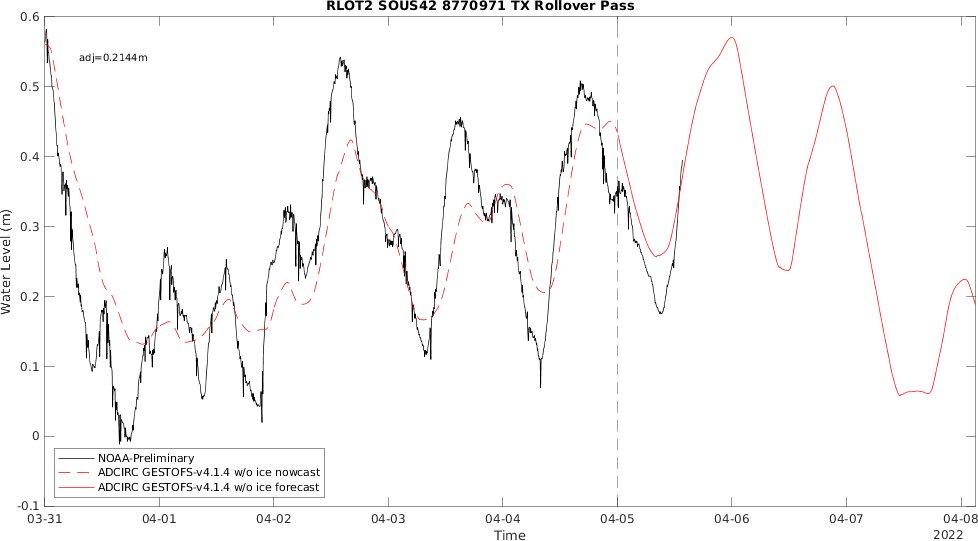 RLOT2 SOUS42 8770971 TX Rollover Pass
0.6
adj=0.2144m
0.5
0.4
0.3
Water Level (m)
0.2
0.1
0
NOAA-Preliminary
ADCIRC GESTOFS-v4.1.4 w/o ice nowcast
ADCIRC GESTOFS-v4.1.4 w/o ice forecast
-0.1
03-31 04-01 04-02 04-03 04-04 04-05 04-06 04-07 04-08
Time 2022